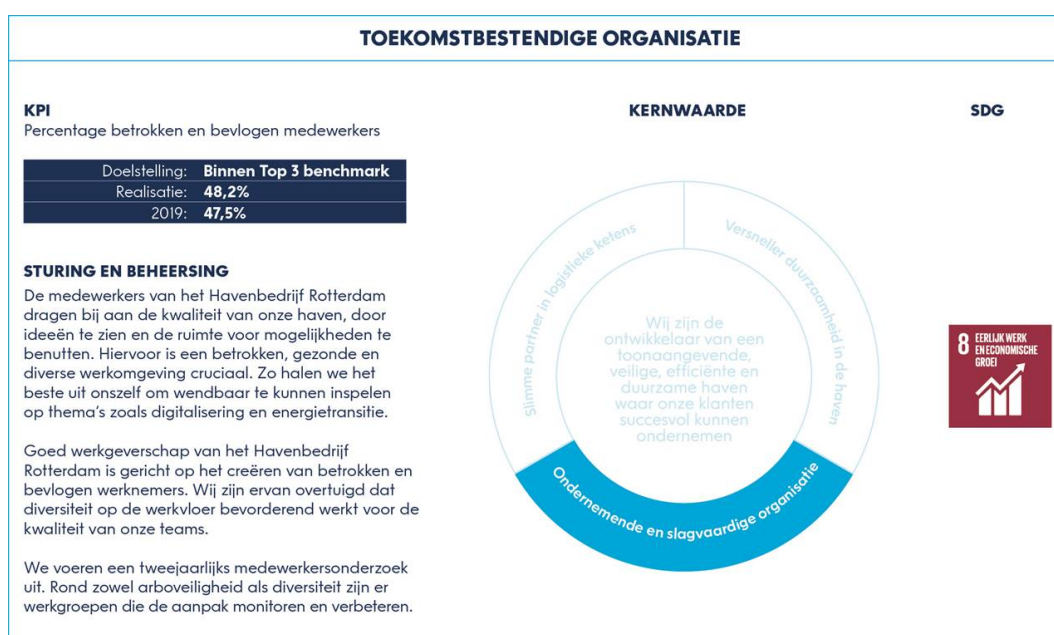 TOEKOMSTBESTENDIGE ORGANISATIE
KPI
Percentage betrokken en bevlogen medewerkers
Doelstelling: Binnen Top 3 benchmark
Realisatie: 48,2%
2019: 47,5%
STURING EN BEHEERSING
De medewerkers van het Havenbedrijf Rotterdam
dragen bij aan de kwaliteit van onze haven, door
ideeën te zien en de ruimte voor mogelijkheden te
benutten. Hiervoor is een betrokken, gezonde en
diverse werkomgeving cruciaal. Zo halen we het
beste uit onszelf om wendbaar te kunnen inspelen
op thema's zoals digitalisering en energietransitie.
Goed werkgeverschap van het Havenbedrijf
Rotterdam is gericht op het creëren van betrokken en
bevlogen werknemers. Wij zijn ervan overtuigd dat
diversiteit op de werkvloer bevorderend werkt voor de
kwaliteit van onze teams.
We voeren een tweejaarlijks medewerkersonderzoek
uit. Rond zowel arboveiligheid als diversiteit zijn er
werkgroepen die de aanpak monitoren en verbeteren.
KERNWAARDE
Slimme partner in logistieke ketens
Versneller duurzaamheid in de haven
Wij zijn de
ontwikkelaar van een
toonaangevende,
veilige, efficiënte en
duurzame haven
waar onze klanten
succesvol kunnen
ondernemen
Ondernemende en slagvaardige organisatie
SDG
8 EERLIJK WERK
EN ECONOMISCHE
GROEI